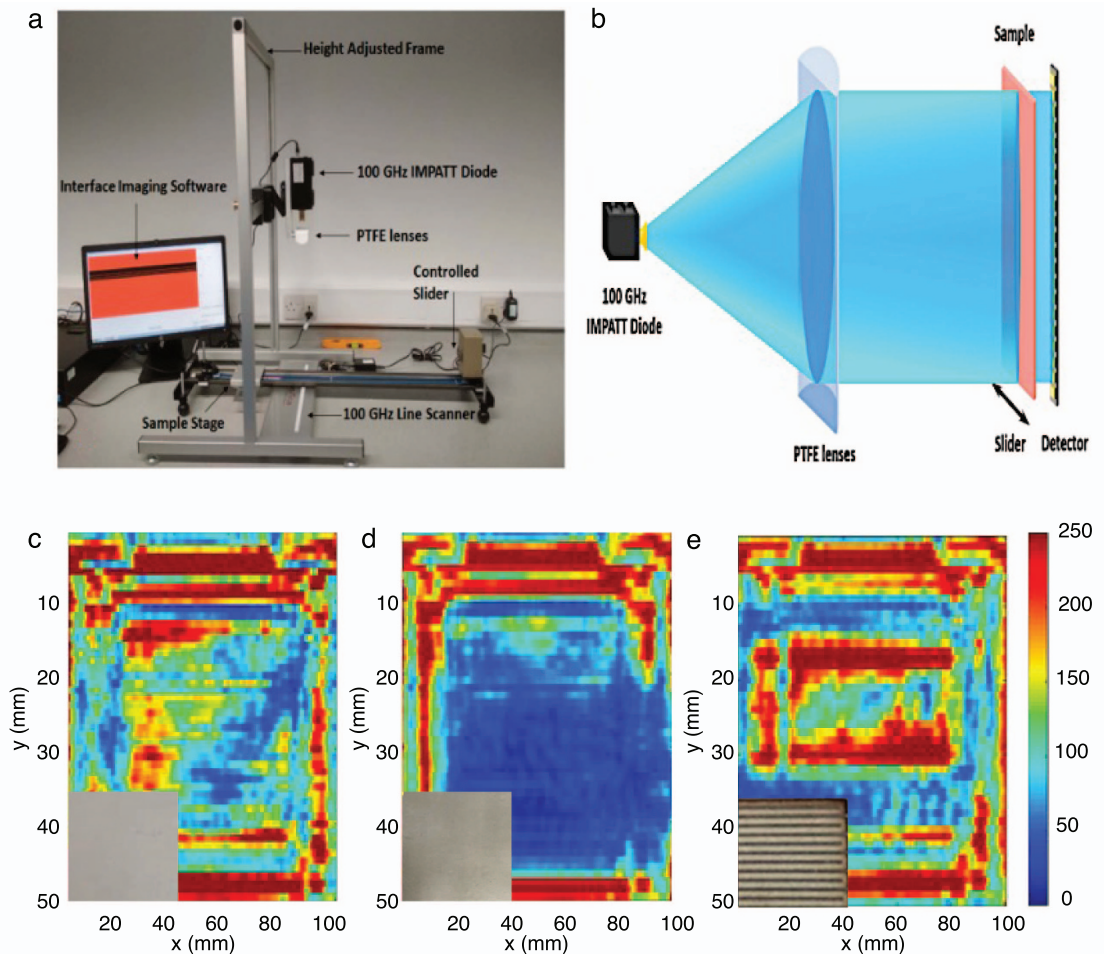 a
Height Adjusted Frame
100 GHz IMPATT Diode
Interface Imaging Software
PTFE lenses
Controlled
Slider
Sample Stage
100 GHz Line Scanner
b
Sample
100 GHz
IMPATT Diode
PTFE lenses
Slider
Detector
c
10
20
30
40
50
y (mm)
20 40 60 80 100
x (mm)
d
10
20
30
40
50
y (mm)
20 40 60 80 100
x (mm)
e
10
20
30
40
50
y (mm)
20 40 60 80 100
x (mm)
250
200
150
100
50
0